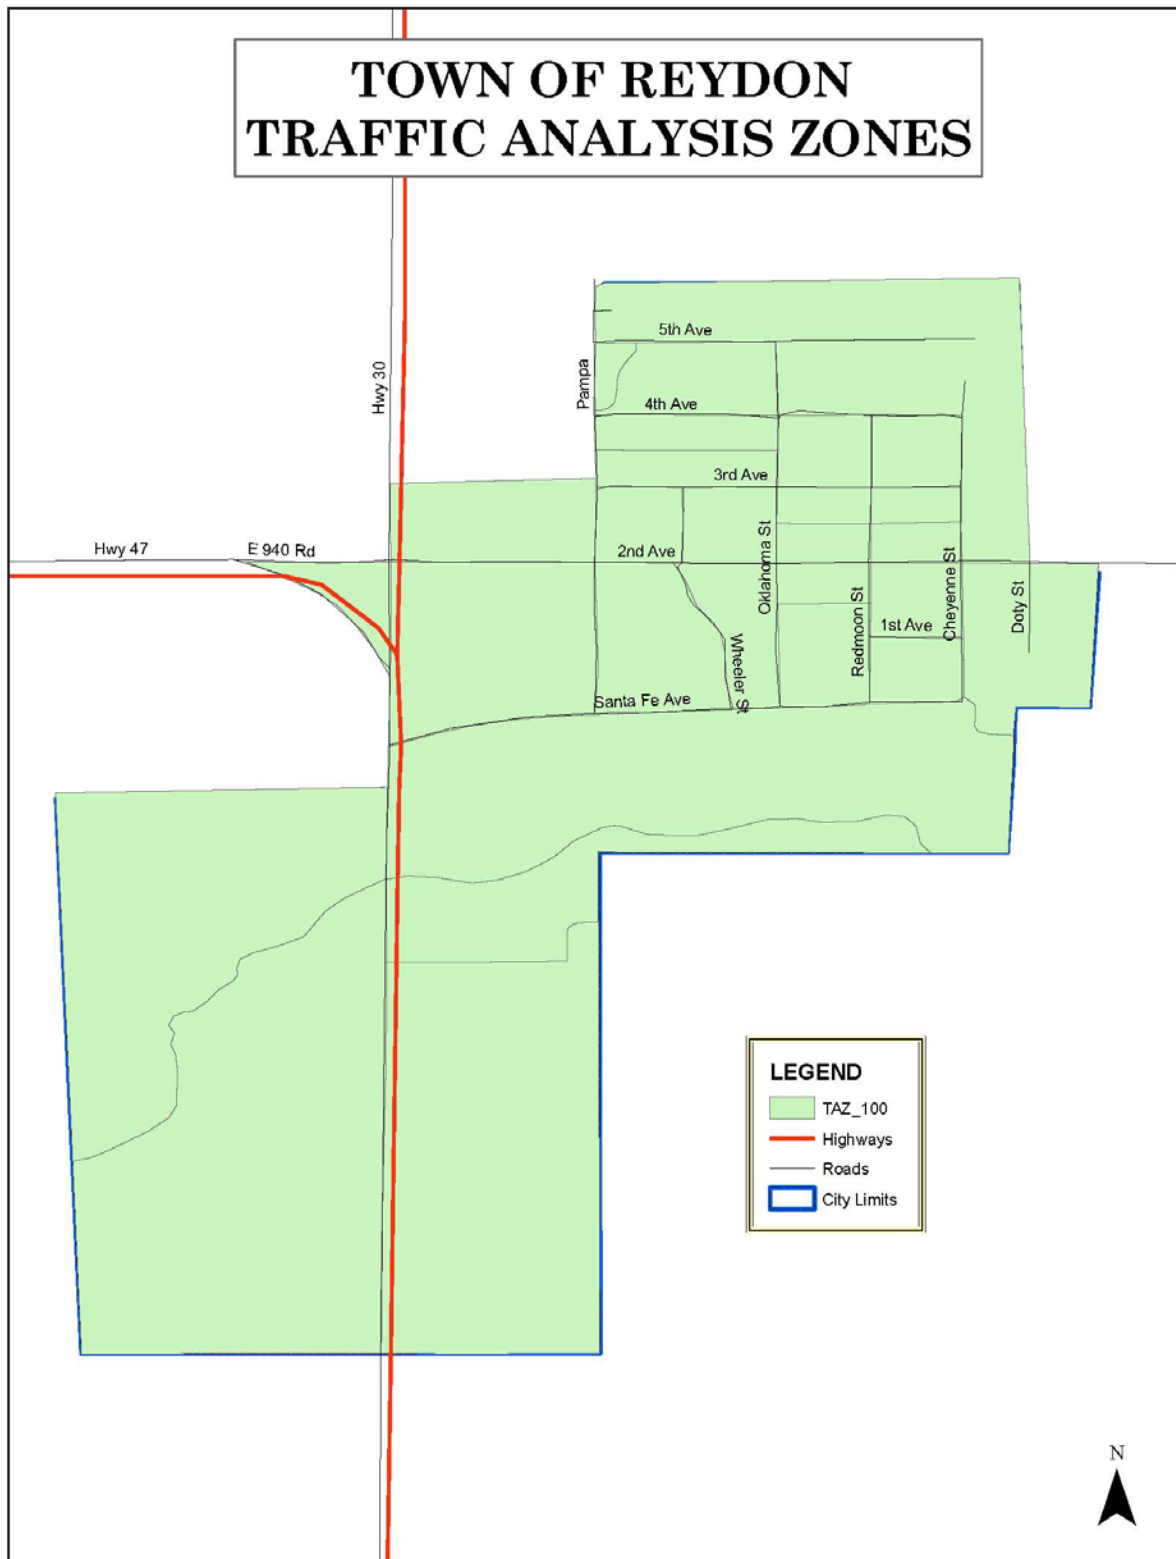 TOWN OF REYDON
TRAFFIC ANALYSIS ZONES
5th Ave
Hwy 30
Pampa
4th Ave
3rd Ave
Hwy 47
E 940 Rd
2nd Ave
Oklahoma St
Cheyenne St
Doty St
Redmoon St
1st Ave
Wheeler St
Santa Fe Ave
LEGEND
TAZ_100
Highways
Roads
City Limits
N